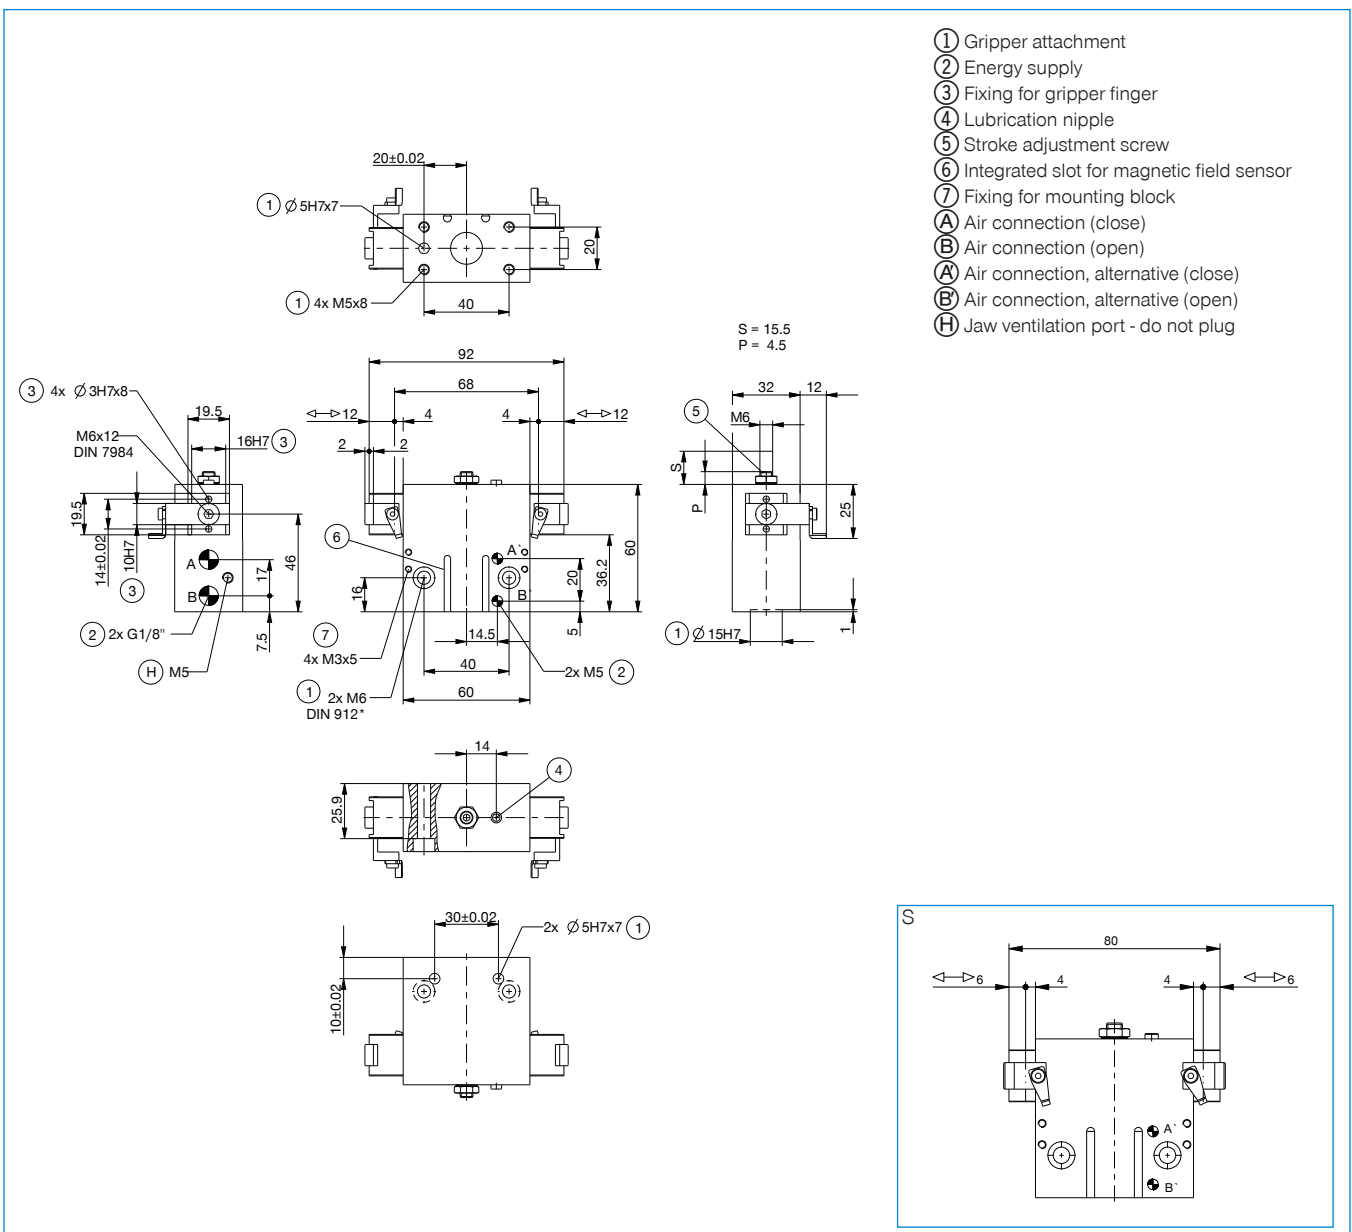 ① Gripper attachment
② Energy supply
③ Fixing for gripper finger
④ Lubrication nipple
⑤ Stroke adjustment screw
⑥ Integrated slot for magnetic field sensor
⑦ Fixing for mounting block
Ⓐ Air connection (close)
Ⓑ Air connection (open)
A' Air connection, alternative (close)
B' Air connection, alternative (open)
Ⓗ Jaw ventilation port - do not plug
20±0.02
① Ø 5H7x7
20
① 4x M5x8
40
S = 15.5
P = 4.5
③ 4x Ø 3H7x8
19.5
M6x12
DIN 7984
16H7 ③
19.5
14±0.02
10H7
③
A
B
17
46
7.5
② 2x G1/8"
Ⓗ M5
92
68
12
4
4
12
2
2
⑥
A`
B`
16
20
36.2
60
5
14.5
⑦
4x M3x5
40
2x M5 ②
① 2x M6
DIN 912*
60
32
12
⑤
M6
S
P
25
① Ø 15H7
1
14
④
25.9
30±0.02
2x Ø 5H7x7 ①
10±0.02
S
80
6
4
4
6
A`
B`